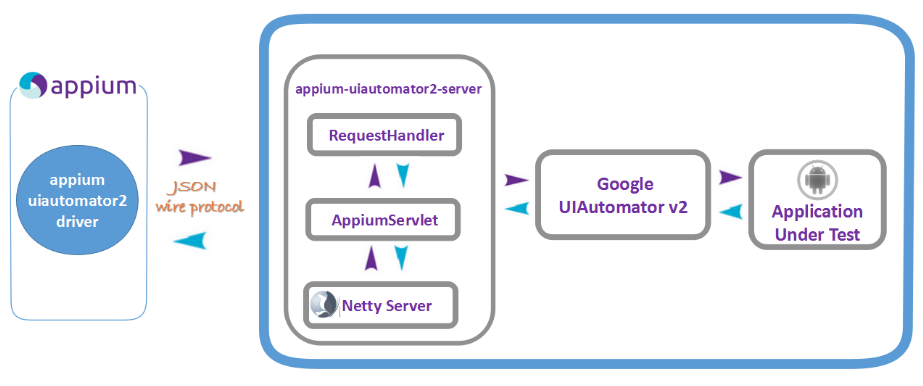 appium
appium
uiautomator2
driver
JSON
wire protocol
appium-uiautomator2-server
RequestHandler
AppiumServlet
Netty Server
Google
UIAutomator v2
Application
Under Test